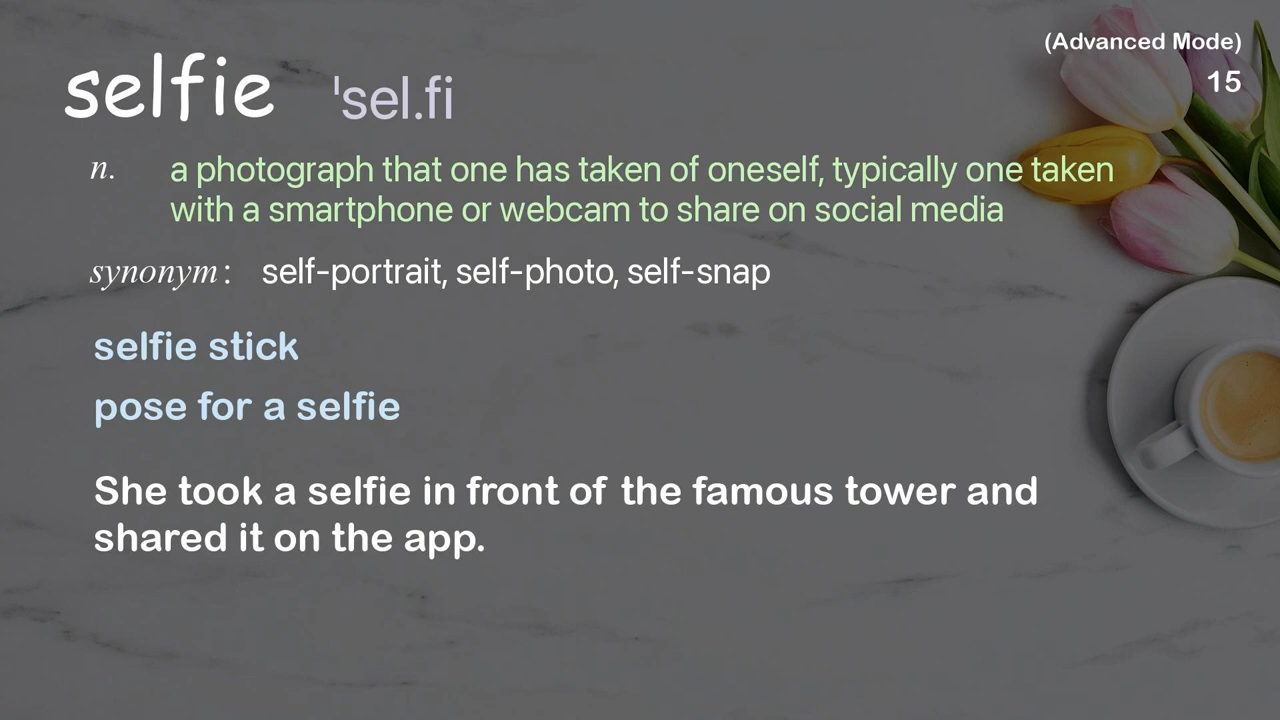 (Advanced Mode)
15
selfie ˈsel.fi
n. a photograph that one has taken of oneself, typically one taken
with a smartphone or webcam to share on social media
synonym: self-portrait, self-photo, self-snap
selfie stick
pose for a selfie
She took a selfie in front of the famous tower and
shared it on the app.